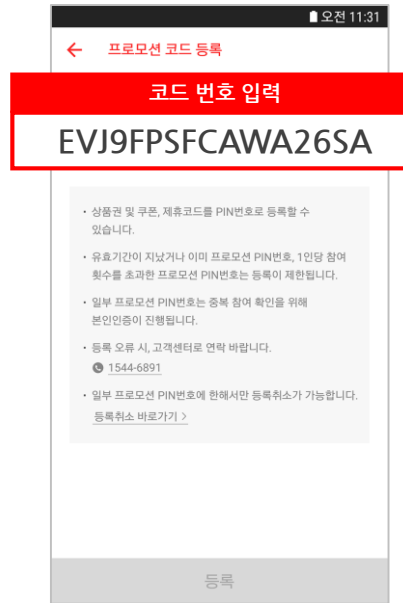 오전 11:31
프로모션 코드 등록
코드 번호 입력
EVJ9FPSFCAWA26SA
• 상품권 및 쿠폰, 제휴코드를 PIN번호로 등록할 수
있습니다.
• 유효기간이 지났거나 이미 프로모션 PIN번호, 1인당 참여
횟수를 초과한 프로모션 PIN번호는 등록이 제한됩니다.
• 일부 프로모션 PIN번호는 중복 참여 확인을 위해
본인인증이 진행됩니다.
• 등록 오류 시, 고객센터로 연락 바랍니다.
1544-6891
• 일부 프로모션 PIN번호에 한해서만 등록취소가 가능합니다.
등록취소 바로가기 >
등록